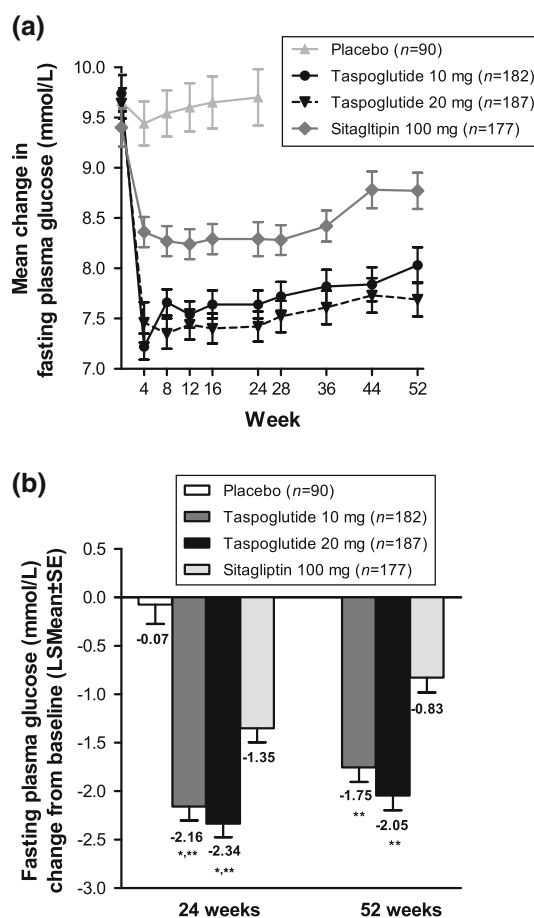 (a)
Placebo (n=90)
Taspoglutide 10 mg (n=182)
Taspoglutide 20 mg (n=187)
Sitagltipin 100 mg (n=177)
Mean change in
fasting plasma glucose (mmol/L)
10.0
9.5
9.0
8.5
8.0
7.5
7.0
4 8 12 16 24 28 36 44 52
Week
(b)
Placebo (n=90)
Taspoglutide 10 mg (n=182)
Taspoglutide 20 mg (n=187)
Sitagliptin 100 mg (n=177)
Fasting plasma glucose (mmol/L)
change from baseline (LSMean±SE)
0.5
0.0
-0.5
-1.0
-1.5
-2.0
-2.5
-3.0
-0.07
-2.16
*,**
-2.34
*,**
-1.35
-1.75
**
-2.05
**
-0.83
24 weeks
52 weeks